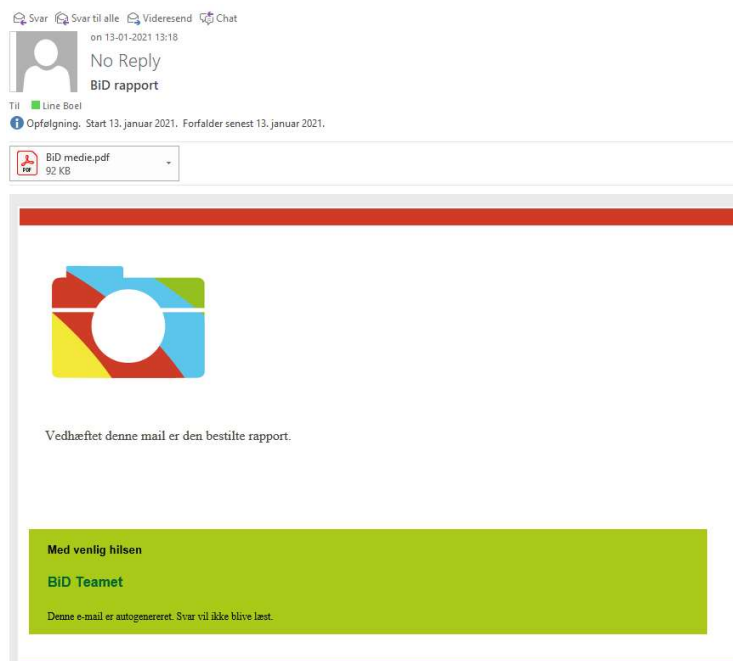 Svar Svar til alle Videresend Chat
on 13-01-2021 13:18
No Reply
BiD rapport
Til Line Boel
Opfølgning. Start 13. januar 2021. Forfalder senest 13. januar 2021.
BiD medie.pdf
92 KB
PDF
Vedhæftet denne mail er den bestilte rapport.
Med venlig hilsen
BiD Teamet
Denne e-mail er autogenereret. Svar vil ikke blive læst.